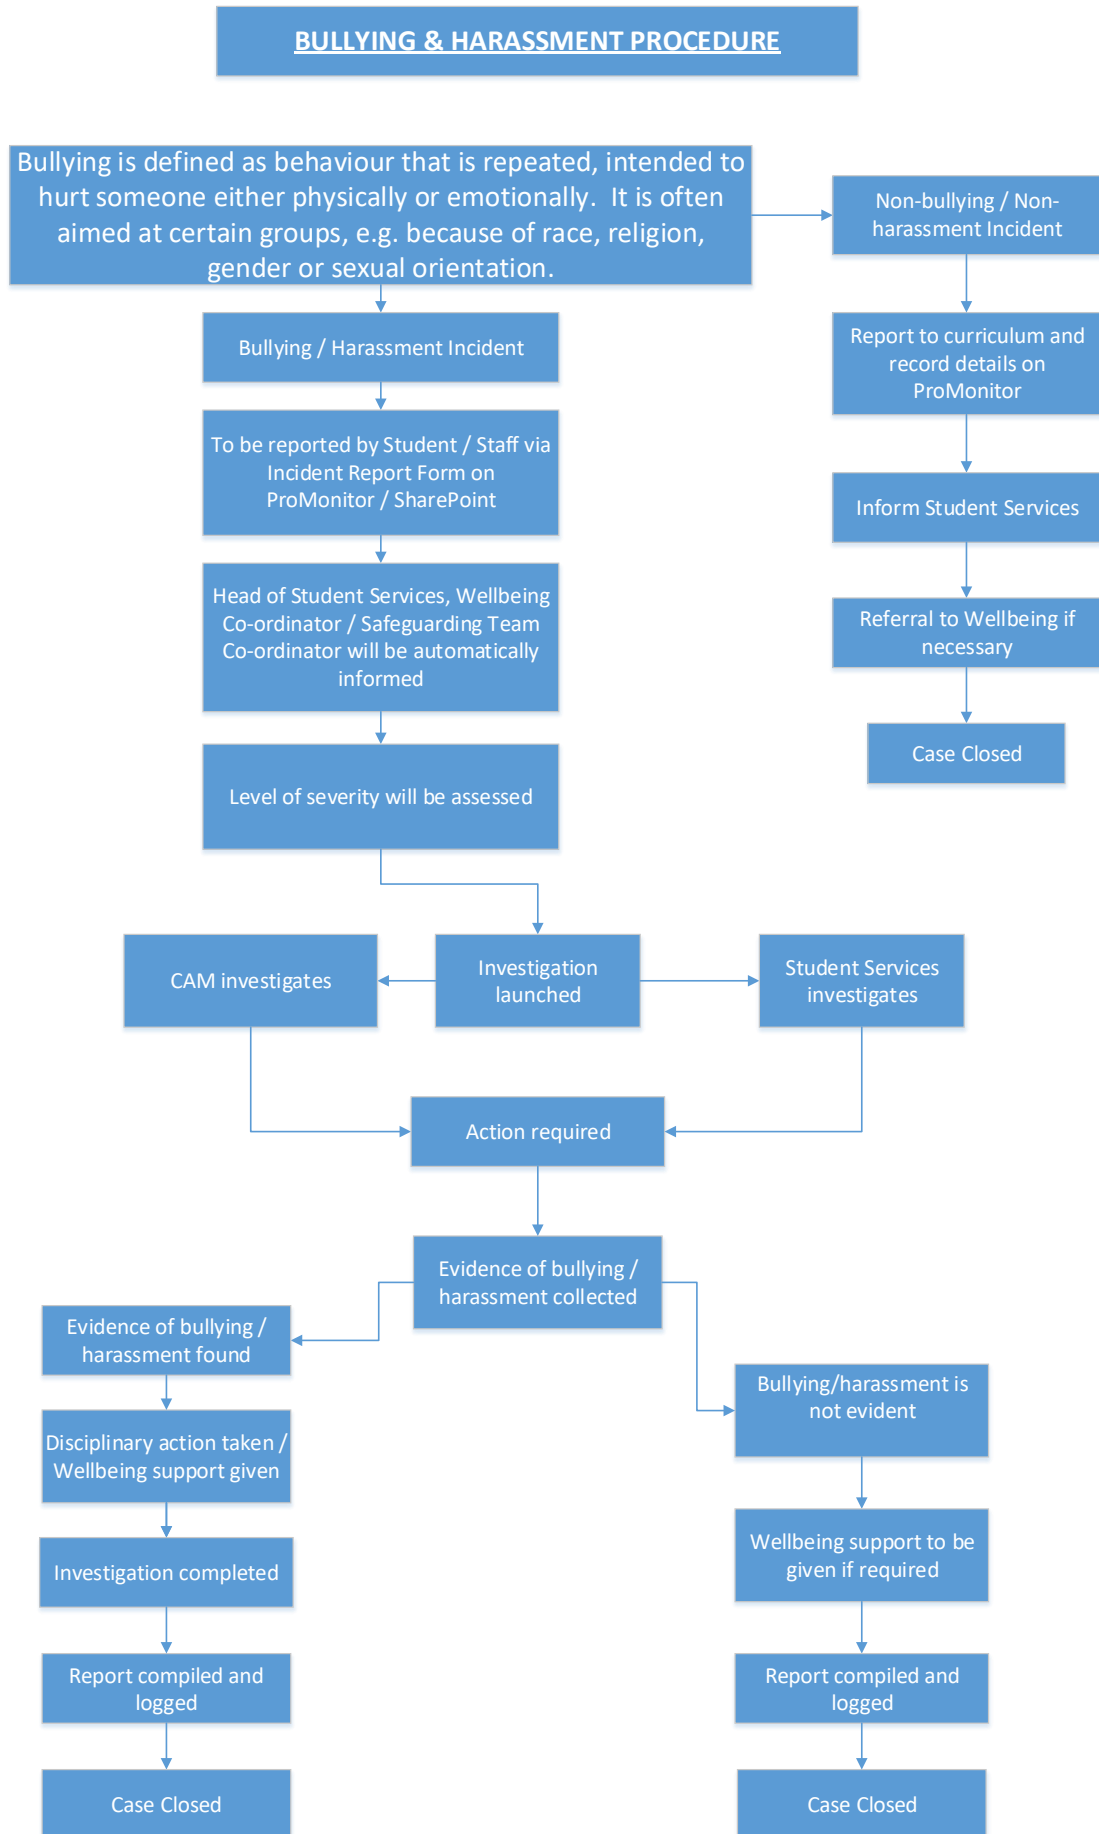 BULLYING & HARASSMENT PROCEDURE
Bullying is defined as behaviour that is repeated, intended to
hurt someone either physically or emotionally.  It is often
aimed at certain groups, e.g. because of race, religion,
gender or sexual orientation.
Non-bullying / Non-
harassment Incident
Bullying / Harassment Incident
Report to curriculum and
record details on
ProMonitor
To be reported by Student / Staff via
Incident Report Form on
ProMonitor / SharePoint
Inform Student Services
Head of Student Services, Wellbeing
Co-ordinator / Safeguarding Team
Co-ordinator will be automatically
informed
Referral to Wellbeing if
necessary
Case Closed
Level of severity will be assessed
CAM investigates
Investigation
launched
Student Services
investigates
Action required
Evidence of bullying /
harassment collected
Evidence of bullying /
harassment found
Bullying/harassment is
not evident
Disciplinary action taken /
Wellbeing support given
Wellbeing support to be
given if required
Investigation completed
Report compiled and
logged
Report compiled and
logged
Case Closed
Case Closed